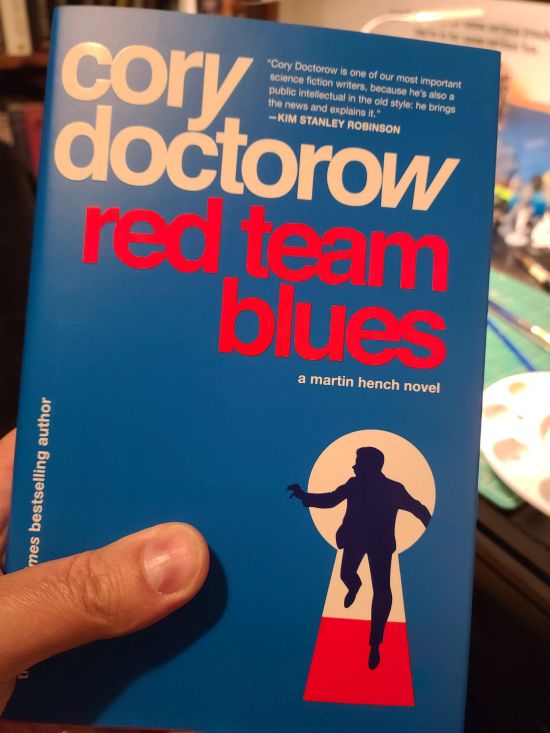 cory
doctorow
"Cory Doctorow is one of our most important
science fiction writers, because he's also a
public intellectual in the old style: he brings
the news and explains it."
—KIM STANLEY ROBINSON
red team
blues
a martin hench novel
bestselling author